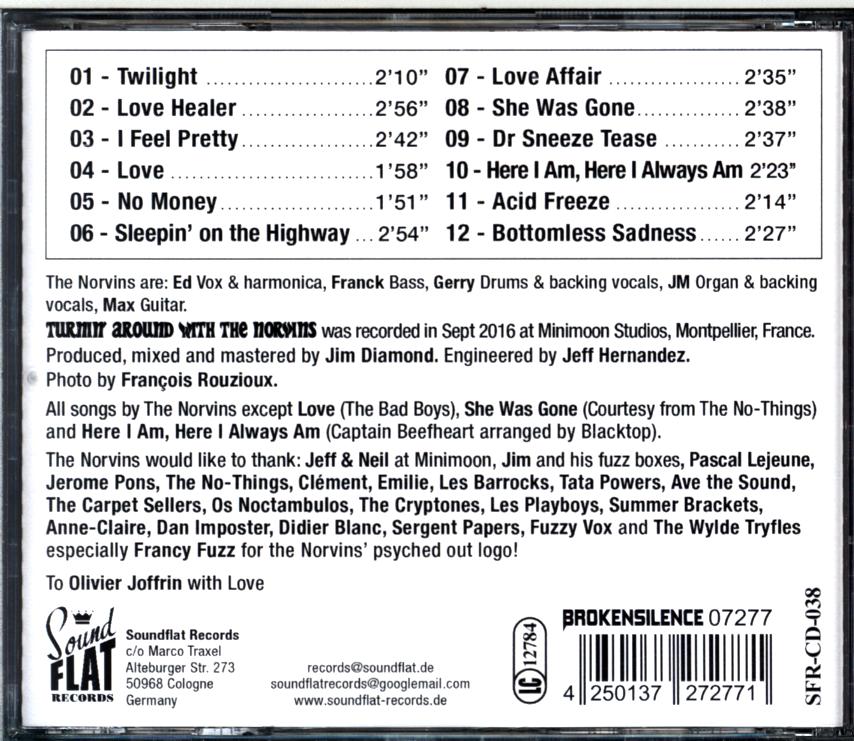 01 - Twilight ........................ 2'10”
02 - Love Healer .................... 2'56”
03 - I Feel Pretty .................... 2'42”
04 - Love ............................. 1'58”
05 - No Money ....................... 1'51”
06 - Sleepin’ on the Highway ... 2'54”
07 - Love Affair .................... 2'35”
08 - She Was Gone ................ 2'38”
09 - Dr Sneeze Tease ........... 2'37”
10 - Here I Am, Here I Always Am 2'23”
11 - Acid Freeze .................. 2'14”
12 - Bottomless Sadness ...... 2'27”
The Norvins are: Ed Vox & harmonica, Franck Bass, Gerry Drums & backing vocals, JM Organ & backing
vocals, Max Guitar.
TURNIN' AROUND WITH THE NORVINS was recorded in Sept 2016 at Minimoon Studios, Montpellier, France.
Produced, mixed and mastered by Jim Diamond. Engineered by Jeff Hernandez.
Photo by François Rouzioux.
All songs by The Norvins except Love (The Bad Boys), She Was Gone (Courtesy from The No-Things)
and Here I Am, Here I Always Am (Captain Beefheart arranged by Blacktop).
The Norvins would like to thank: Jeff & Neil at Minimoon, Jim and his fuzz boxes, Pascal Lejeune,
Jerome Pons, The No-Things, Clément, Emilie, Les Barrocks, Tata Powers, Ave the Sound,
The Carpet Sellers, Os Noctambulos, The Cryptones, Les Playboys, Summer Brackets,
Anne-Claire, Dan Imposter, Didier Blanc, Sergent Papers, Fuzzy Vox and The Wylde Tryfles
especially Francy Fuzz for the Norvins’ psyched out logo!
To Olivier Joffrin with Love
Sound
FLAT
RECORDS
Soundflat Records
c/o Marco Traxel
Alteburger Str. 273
50968 Cologne
Germany
records@soundflat.de
soundflatrecords@googlemail.com
www.soundflat-records.de
LC 12784
BROKENSILENCE 07277
4 250137 272771
SFR-CD-038